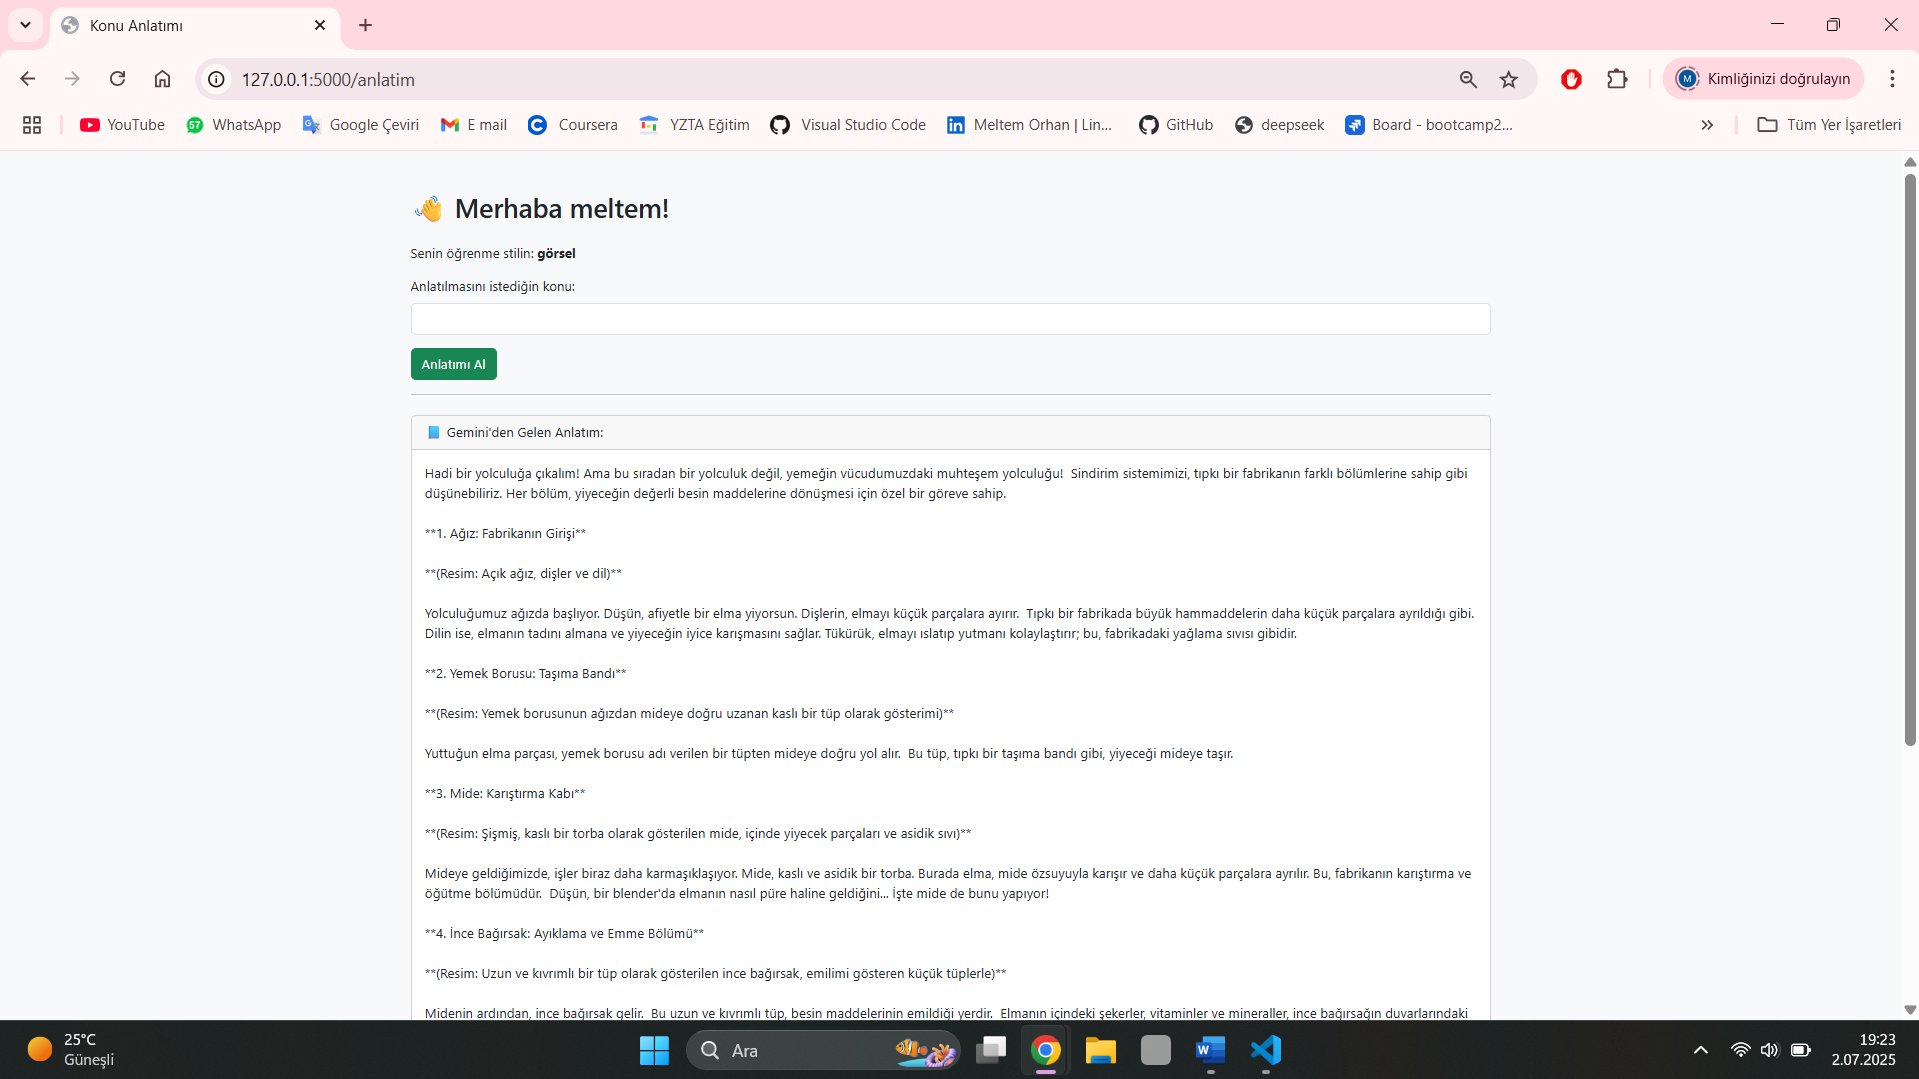 Konu Anlatımı
127.0.0.1:5000/anlatim
M Kimliğinizi doğrulayın
YouTube 57 WhatsApp Google Çeviri E mail Coursera YZTA Eğitim Visual Studio Code Meltem Orhan | Lin... GitHub deepseek Board - bootcamp2... Tüm Yer İşaretleri
Merhaba meltem!
Senin öğrenme stilin: görsel
Anlatılmasını istediğin konu:
Anlatımı Al
Gemini'den Gelen Anlatım:
Hadi bir yolculuğa çıkalım! Ama bu sıradan bir yolculuk değil, yemeğin vücudumuzdaki muhteşem yolculuğu!  Sindirim sistemimizi, tıpkı bir fabrikanın farklı bölümlerine sahip gibi
düşünebiliriz. Her bölüm, yiyeceğin değerli besin maddelerine dönüşmesi için özel bir göreve sahip.
**1. Ağız: Fabrikanın Girişi**
**(Resim: Açık ağız, dişler ve dil)**
Yolculuğumuz ağızda başlıyor. Düşün, afiyetle bir elma yiyorsun. Dişlerin, elmayı küçük parçalara ayırır.  Tıpkı bir fabrikada büyük hammaddelerin daha küçük parçalara ayrıldığı gibi.
Dilin ise, elmanın tadını almana ve yiyeceğin iyice karışmasını sağlar. Tükürük, elmayı ıslatıp yutmanı kolaylaştırır; bu, fabrikadaki yağlama sıvısı gibidir.
**2. Yemek Borusu: Taşıma Bandı**
**(Resim: Yemek borusunun ağızdan mideye doğru uzanan kaslı bir tüp olarak gösterimi)**
Yuttuğun elma parçası, yemek borusu adı verilen bir tüpten mideye doğru yol alır.  Bu tüp, tıpkı bir taşıma bandı gibi, yiyeceği mideye taşır.
**3. Mide: Karıştırma Kabı**
**(Resim: Şişmiş, kaslı bir torba olarak gösterilen mide, içinde yiyecek parçaları ve asidik sıvı)**
Mideye geldiğimizde, işler biraz daha karmaşıklaşıyor. Mide, kaslı ve asidik bir torba. Burada elma, mide özsuyuyla karışır ve daha küçük parçalara ayrılır. Bu, fabrikanın karıştırma ve
öğütme bölümüdür.  Düşün, bir blender'da elmanın nasıl püre haline geldiğini... İşte mide de bunu yapıyor!
**4. İnce Bağırsak: Ayıklama ve Emme Bölümü**
**(Resim: Uzun ve kıvrımlı bir tüp olarak gösterilen ince bağırsak, emilimi gösteren küçük tüplerle)**
Midenin ardından, ince bağırsak gelir.  Bu uzun ve kıvrımlı tüp, besin maddelerinin emildiği yerdir.  Elmanın içindeki şekerler, vitaminler ve mineraller, ince bağırsağın duvarlarındaki
25°C
Güneşli
Ara
W
19:23
2.07.2025